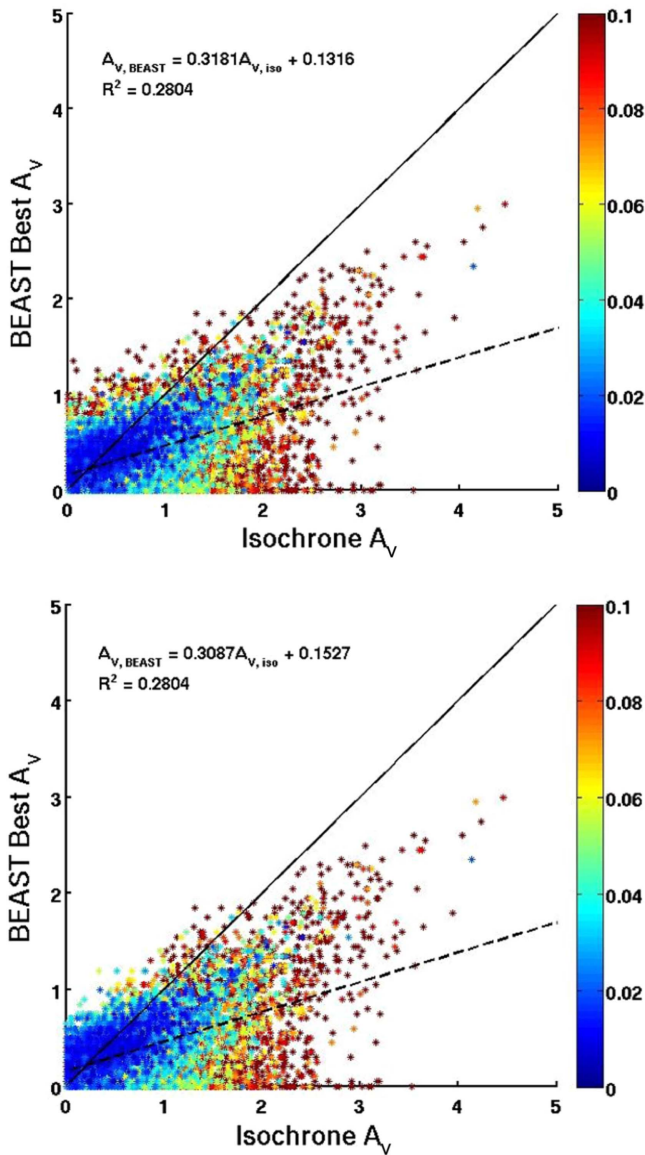 5
4
3
2
1
0
BEAST Best A_V
A_V, BEAST = 0.3181A_V, iso + 0.1316
R² = 0.2804
0 1 2 3 4 5
Isochrone A_V
0.1
0.08
0.06
0.04
0.02
0
5
4
3
2
1
0
BEAST Best A_V
A_V, BEAST = 0.3087A_V, iso + 0.1527
R² = 0.2804
0 1 2 3 4 5
Isochrone A_V
0.1
0.08
0.06
0.04
0.02
0